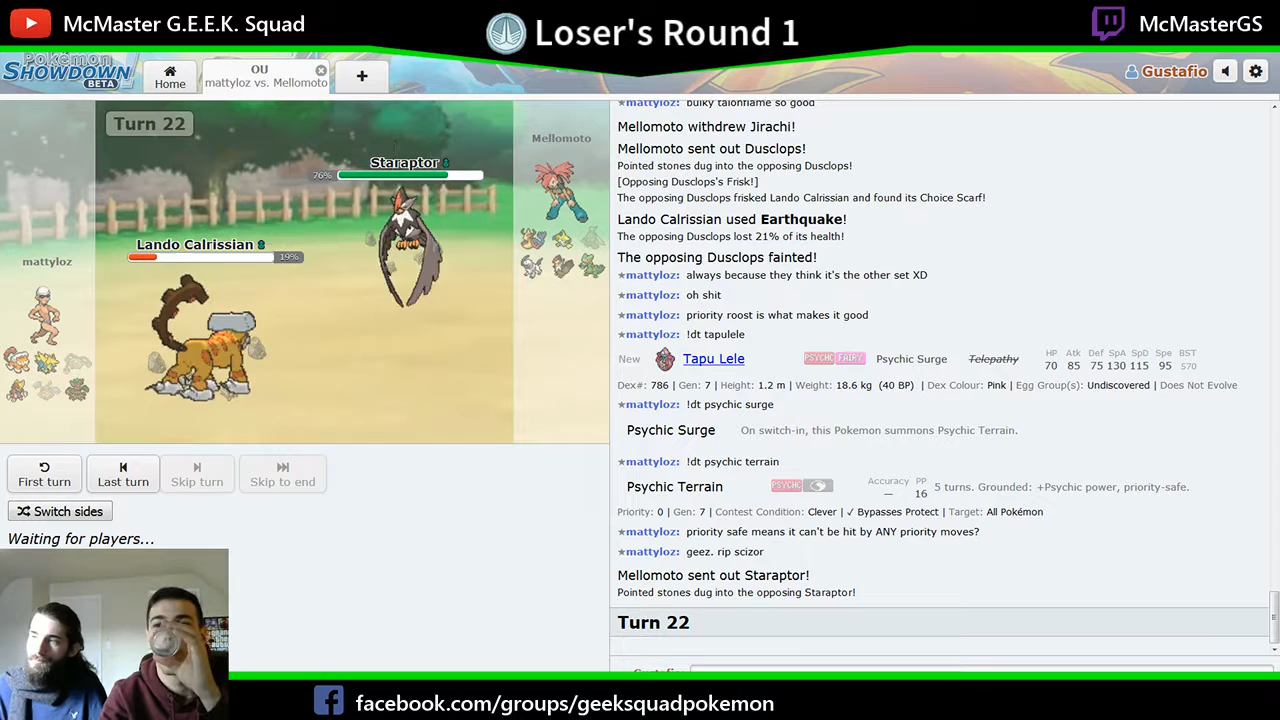 McMaster G.E.E.K. Squad
Loser's Round 1
McMasterGS
Pokémon
SHOWDOWN
BETA
Home
OU
mattyloz vs. Mellomoto
+
Gustafio
Turn 22
Mellomoto
Staraptor
76%
Lando Calrissian
19%
mattyloz
First turn
Last turn
Skip turn
Skip to end
Switch sides
Waiting for players...
★mattyloz: bulky talonflame so good
Mellomoto withdrew Jirachi!
Mellomoto sent out Dusclops!
Pointed stones dug into the opposing Dusclops!
[Opposing Dusclops's Frisk!]
The opposing Dusclops frisked Lando Calrissian and found its Choice Scarf!
Lando Calrissian used Earthquake!
The opposing Dusclops lost 21% of its health!
The opposing Dusclops fainted!
★mattyloz: always because they think it's the other set XD
★mattyloz: oh shit
★mattyloz: priority roost is what makes it good
★mattyloz: !dt tapulele
New Tapu Lele PSYCHC FAIRY Psychic Surge Telepathy HP 70 Atk 85 Def 75 SpA 130 SpD 115 Spe 95 BST 570
Dex#: 786 | Gen: 7 | Height: 1.2 m | Weight: 18.6 kg (40 BP) | Dex Colour: Pink | Egg Group(s): Undiscovered | Does Not Evolve
★mattyloz: !dt psychic surge
Psychic Surge On switch-in, this Pokemon summons Psychic Terrain.
★mattyloz: !dt psychic terrain
Psychic Terrain PSYCHC Accuracy — PP 16 5 turns. Grounded: +Psychic power, priority-safe.
Priority: 0 | Gen: 7 | Contest Condition: Clever | ✓ Bypasses Protect | Target: All Pokémon
★mattyloz: priority safe means it can't be hit by ANY priority moves?
★mattyloz: geez. rip scizor
Mellomoto sent out Staraptor!
Pointed stones dug into the opposing Staraptor!
Turn 22
facebook.com/groups/geeksquadpokemon